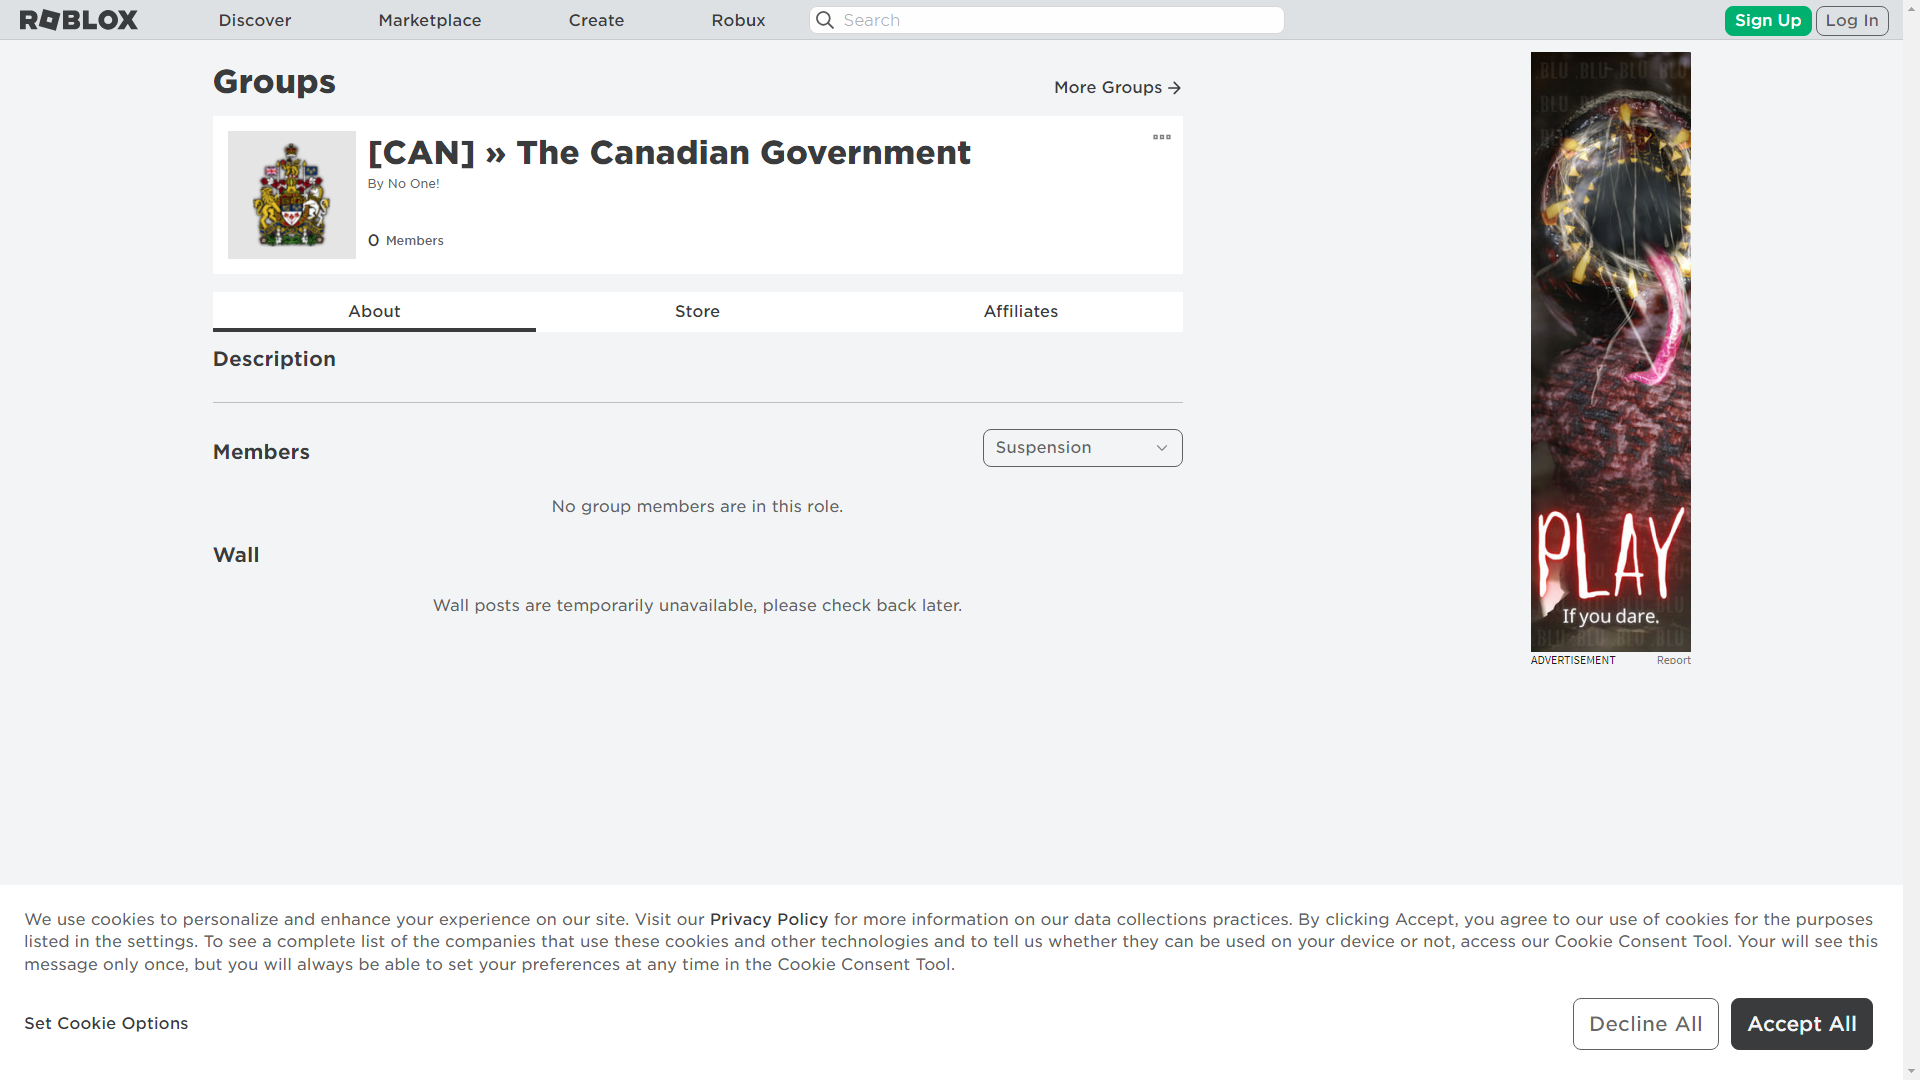 ROBLOX
Discover
Marketplace
Create
Robux
Search
Sign Up
Log In
Groups
More Groups
[CAN] » The Canadian Government
By No One!
0 Members
About
Store
Affiliates
Description
Members
Suspension
No group members are in this role.
Wall
Wall posts are temporarily unavailable, please check back later.
PLAY
If you dare.
ADVERTISEMENT
Report
We use cookies to personalize and enhance your experience on our site. Visit our Privacy Policy for more information on our data collections practices. By clicking Accept, you agree to our use of cookies for the purposes
listed in the settings. To see a complete list of the companies that use these cookies and other technologies and to tell us whether they can be used on your device or not, access our Cookie Consent Tool. Your will see this
message only once, but you will always be able to set your preferences at any time in the Cookie Consent Tool.
Set Cookie Options
Decline All
Accept All